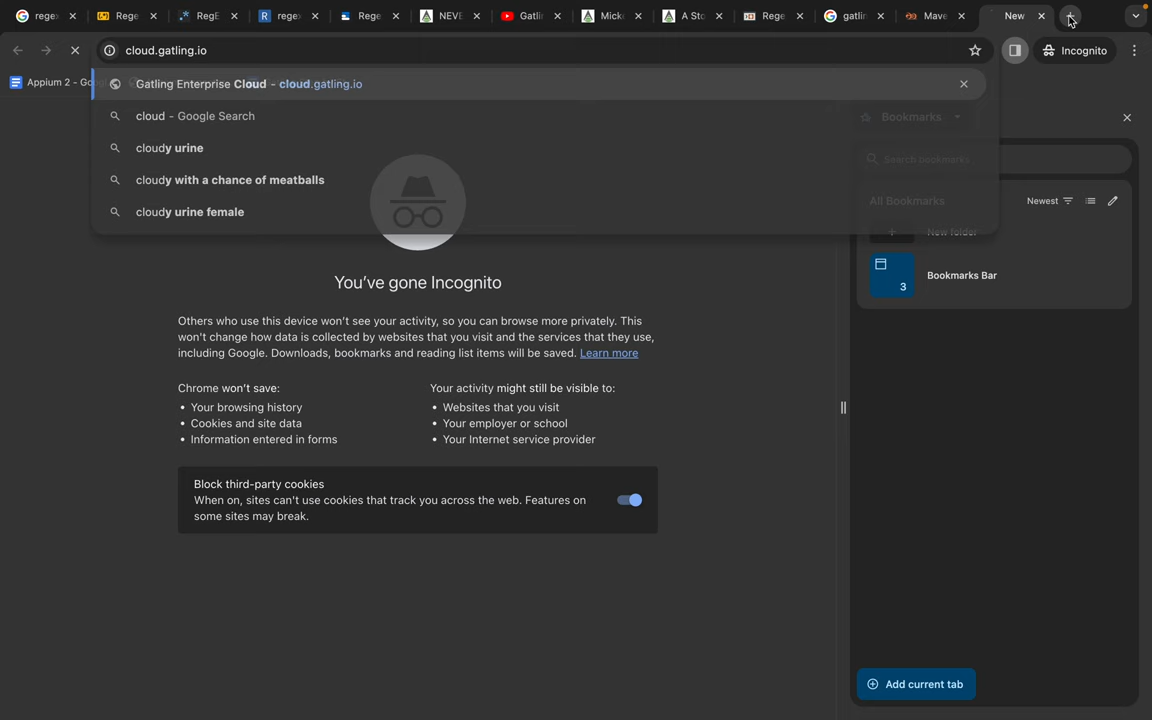 regex
Rege
RegE
regex
Rege
NEVE
Gatlin
Micke
A Sto
Rege
gatlin
Mave
New
cloud.gatling.io
Incognito
Appium 2 - Goo
Gatling Enterprise Cloud - cloud.gatling.io
cloud - Google Search
cloudy urine
cloudy with a chance of meatballs
cloudy urine female
Bookmarks
Search bookmarks
All Bookmarks
Newest
New folder
Bookmarks Bar
3
You've gone Incognito
Others who use this device won't see your activity, so you can browse more privately. This
won't change how data is collected by websites that you visit and the services that they use,
including Google. Downloads, bookmarks and reading list items will be saved. Learn more
Chrome won't save:
• Your browsing history
• Cookies and site data
• Information entered in forms
Your activity might still be visible to:
• Websites that you visit
• Your employer or school
• Your Internet service provider
Block third-party cookies
When on, sites can't use cookies that track you across the web. Features on
some sites may break.
Add current tab